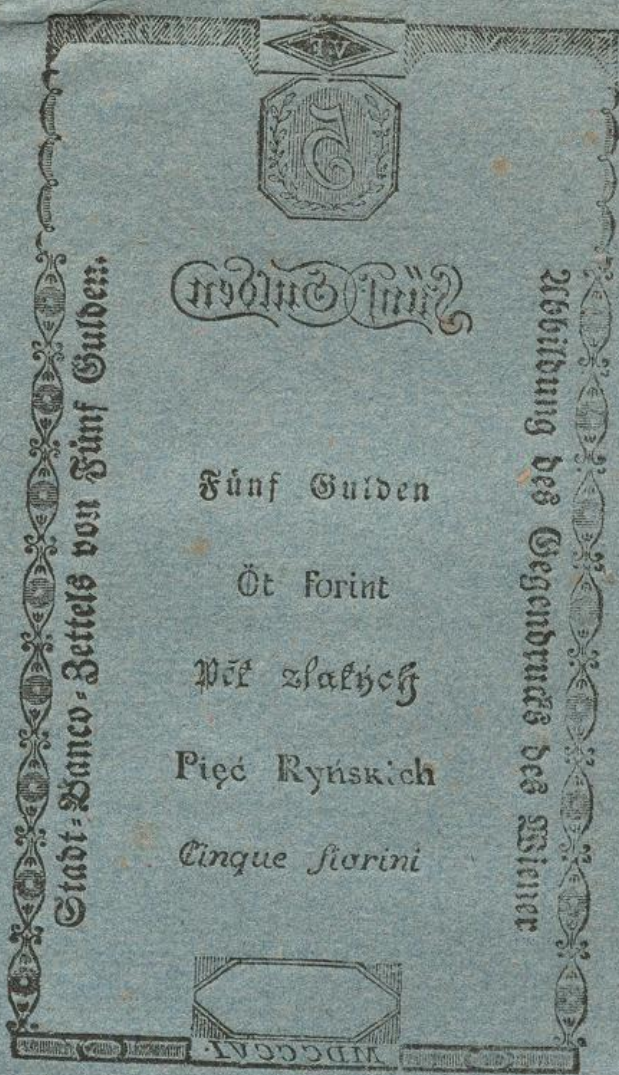 5
Fünf Gulden
Abbildung des Gegendrucks des Wiener
Stadt-Banco-Zettels von Fünf Gulden.
Fünf Gulden
Öt forint
Pět zlatých
Pięć Ryńskich
Cinque fiorini
MDCCCVI.